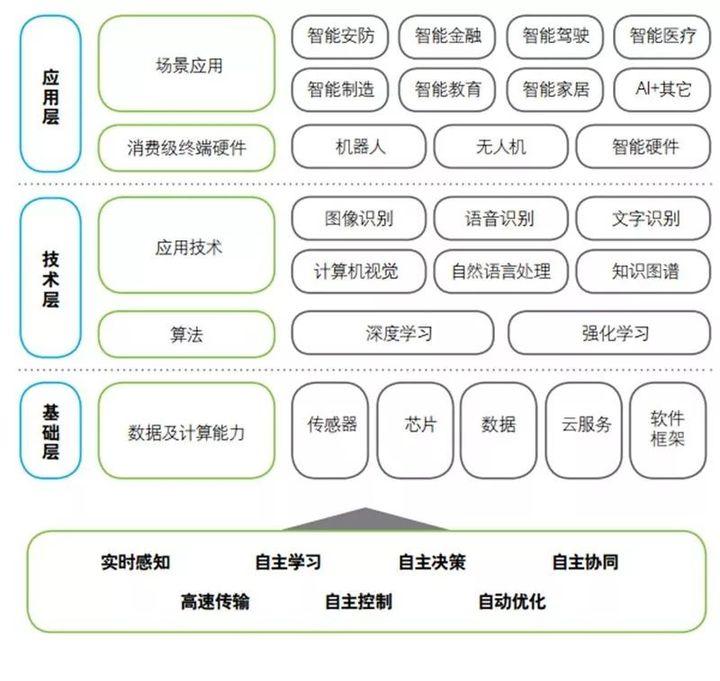 应用层
场景应用
智能安防 智能金融 智能驾驶 智能医疗
智能制造 智能教育 智能家居 AI+其它
消费级终端硬件
机器人 无人机 智能硬件
技术层
应用技术
图像识别 语音识别 文字识别
计算机视觉 自然语言处理 知识图谱
算法
深度学习 强化学习
基础层
数据及计算能力
传感器 芯片 数据 云服务 软件
框架
实时感知 自主学习 自主决策 自主协同
高速传输 自主控制 自动优化